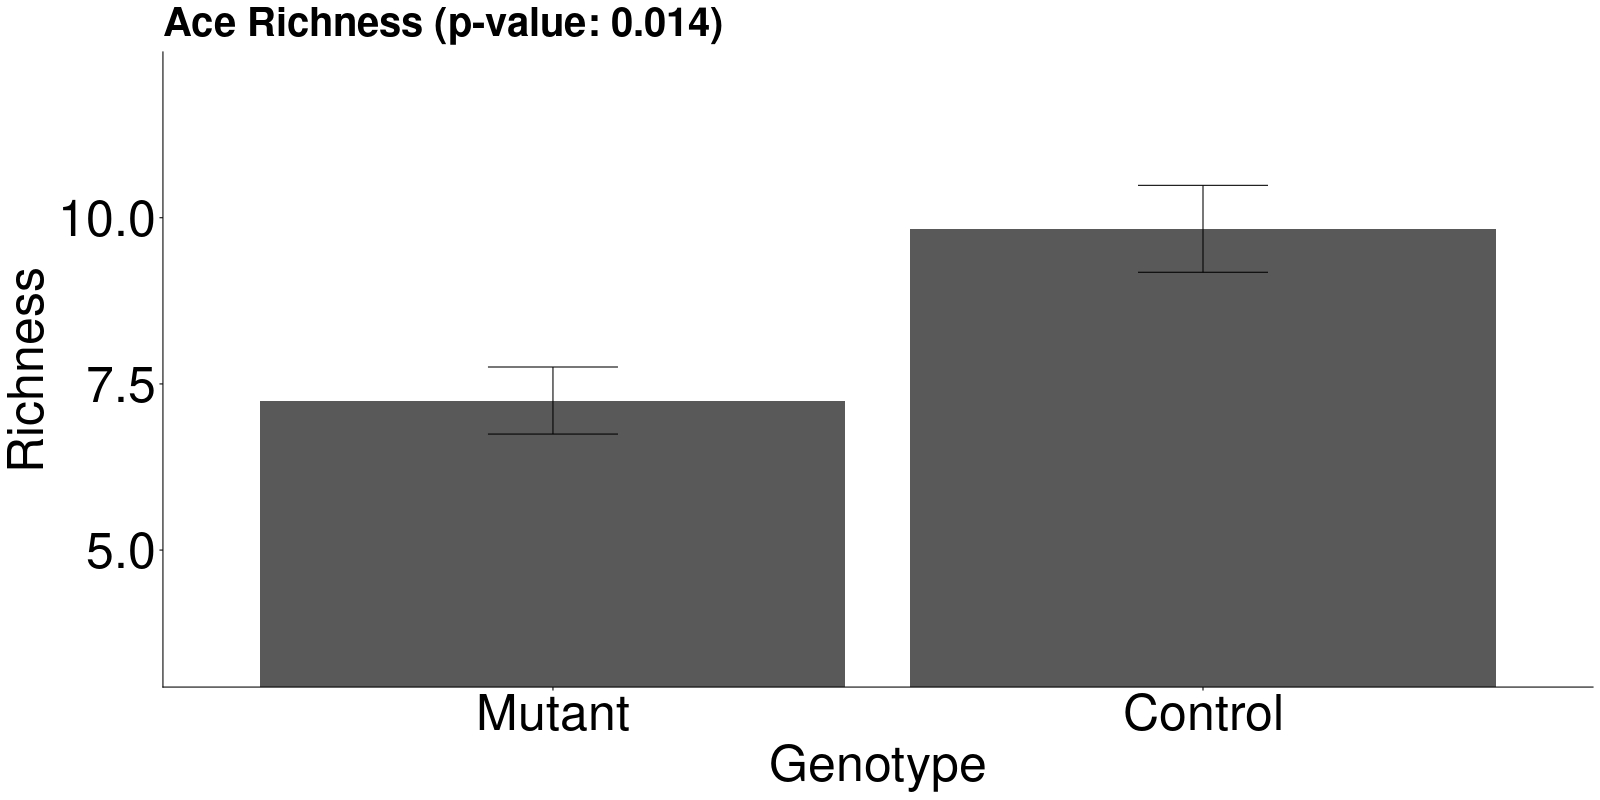 Ace Richness (p-value: 0.014)
Richness
10.0
7.5
5.0
Mutant Control
Genotype